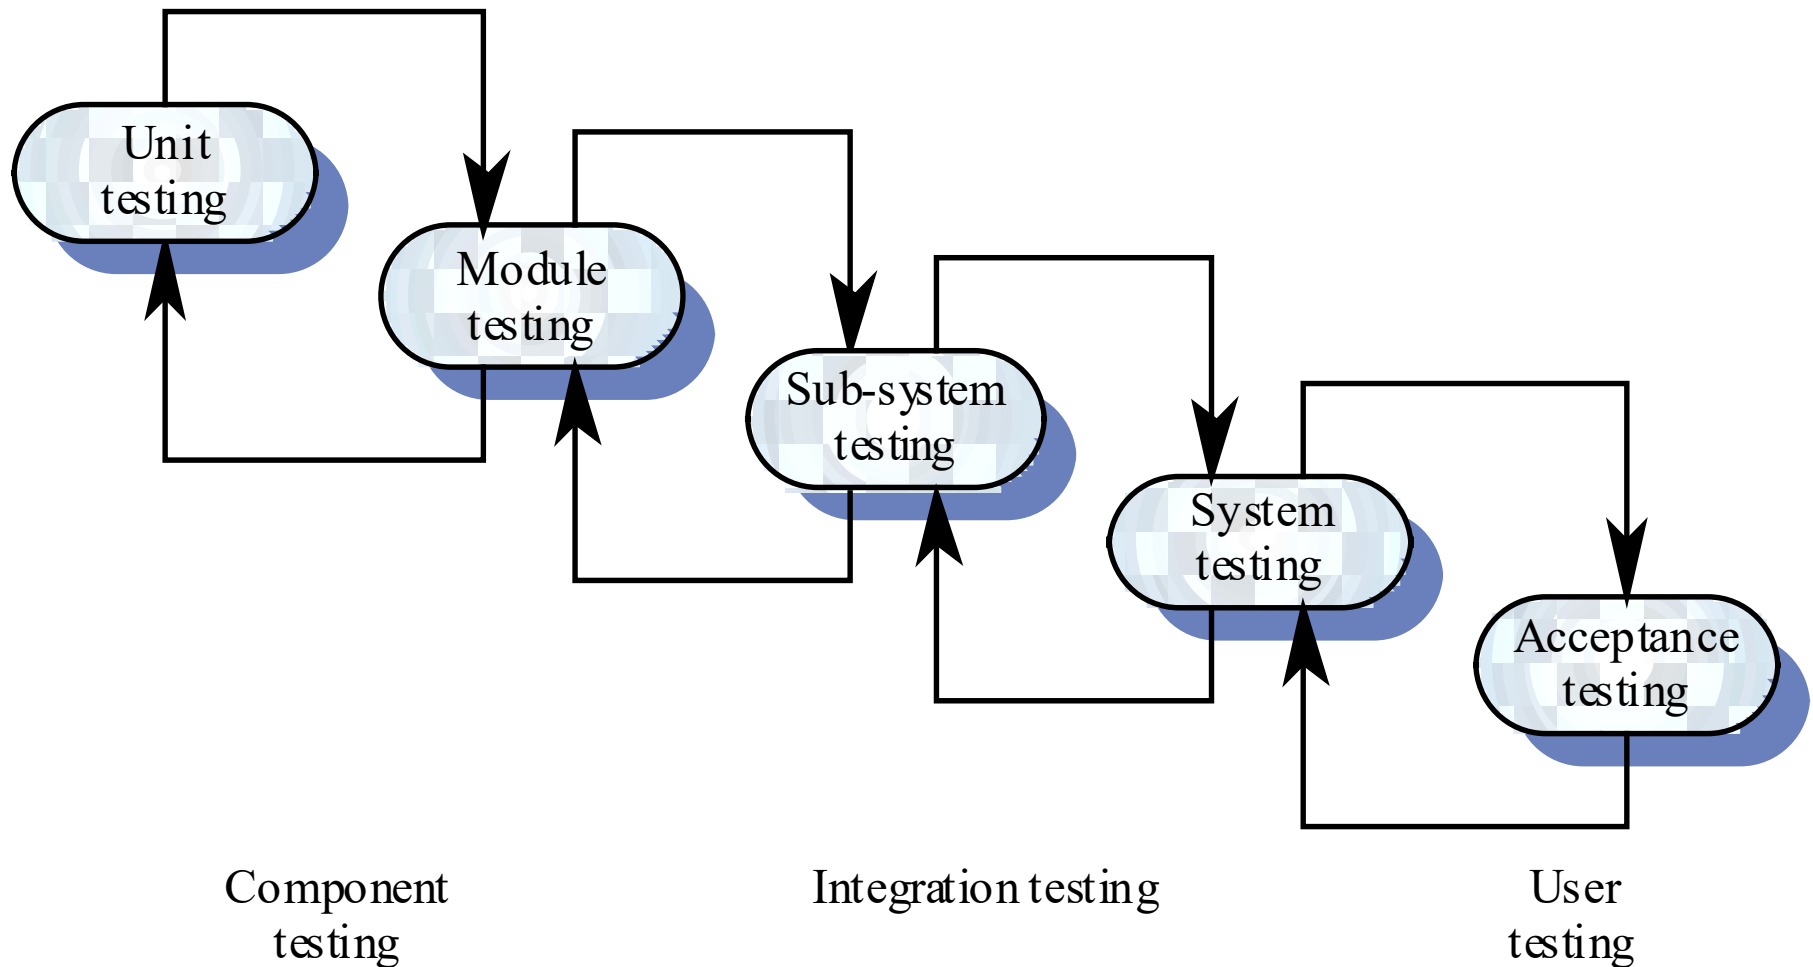 Unit
testing
Module
testing
Sub-system
testing
System
testing
Acceptance
testing
Component
testing
Integration testing
User
testing